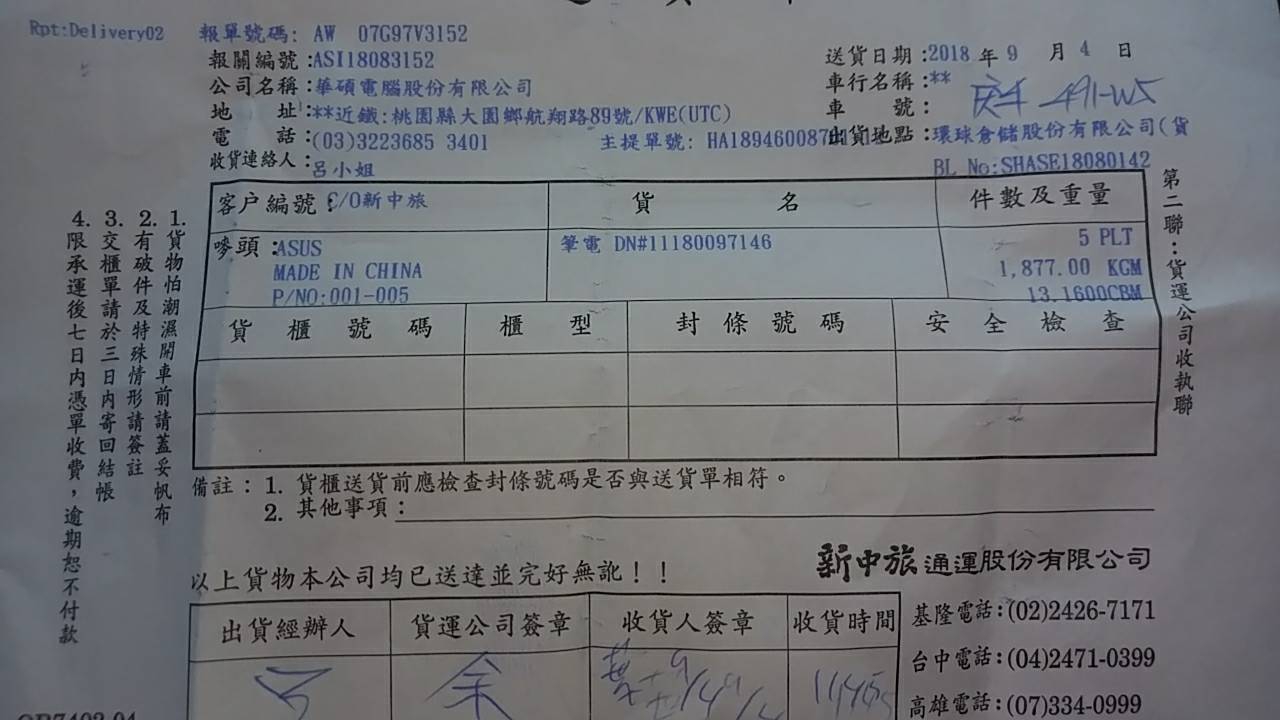 Rpt:Delivery02
報單號碼: AW 07G97V3152
報關編號:ASI18083152
送貨日期:2018 年 9 月 4 日
公司名稱:華碩電腦股份有限公司
車行名稱:**
地 址:**近鐵:桃園縣大園鄉航翔路89號/KWE(UTC)
車 號: 491-W5
電 話:(03)3223685 3401
主提單號: HA18946008
出貨地點:環球倉儲股份有限公司(貨
收貨連絡人:呂小姐
BL No:SHASE18080142
客戶編號:C/O新中旅
貨 名
件數及重量
嘜頭:ASUS
MADE IN CHINA
P/NO:001-005
筆電 DN#11180097146
5 PLT
1,877.00 KGM
13.1600CBM
貨 櫃 號 碼
櫃 型
封 條 號 碼
安 全 檢 查
第二聯:貨運公司收執聯
1. 貨物怕潮濕開車前請蓋妥帆布
2. 有破件及特殊情形請簽註
3. 交櫃單請於三日內寄回結帳
4. 限承運後七日內憑單收費,逾期恕不付款
備註: 1. 貨櫃送貨前應檢查封條號碼是否與送貨單相符。
2. 其他事項:
以上貨物本公司均已送達並完好無訛!!
新中旅通運股份有限公司
出貨經辦人
貨運公司簽章
收貨人簽章
收貨時間
余
基隆電話:(02)2426-7171
台中電話:(04)2471-0399
高雄電話:(07)334-0999